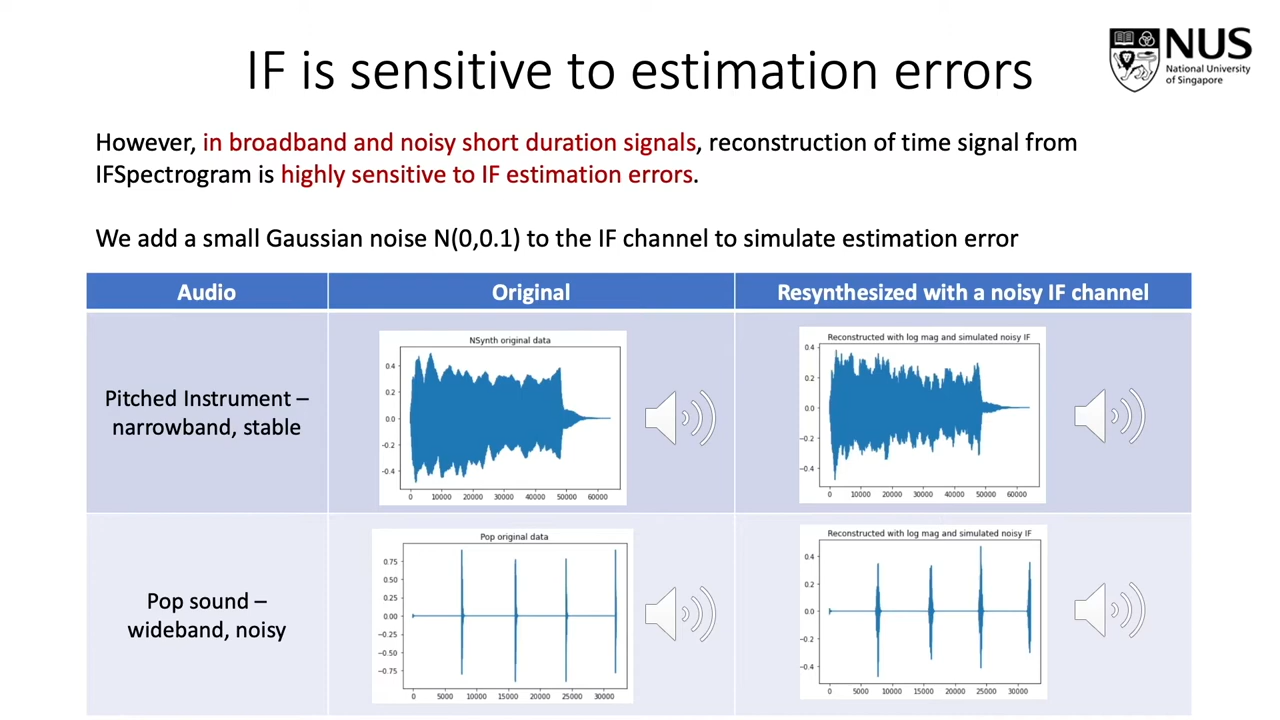 IF is sensitive to estimation errors
NUS
National University
of Singapore
However, in broadband and noisy short duration signals, reconstruction of time signal from
IFSpectrogram is highly sensitive to IF estimation errors.
We add a small Gaussian noise N(0,0.1) to the IF channel to simulate estimation error
Audio
Original
Resynthesized with a noisy IF channel
Pitched Instrument –
narrowband, stable
NSynth original data
0.4
0.2
0.0
−0.2
−0.4
0 10000 20000 30000 40000 50000 60000
Reconstructed with log mag and simulated noisy IF
0.4
0.2
0.0
−0.2
−0.4
0 10000 20000 30000 40000 50000 60000
Pop sound –
wideband, noisy
Pop original data
0.75
0.50
0.25
0.00
−0.25
−0.50
−0.75
0 5000 10000 15000 20000 25000 30000
Reconstructed with log mag and simulated noisy IF
0.4
0.2
0.0
−0.2
−0.4
0 5000 10000 15000 20000 25000 30000